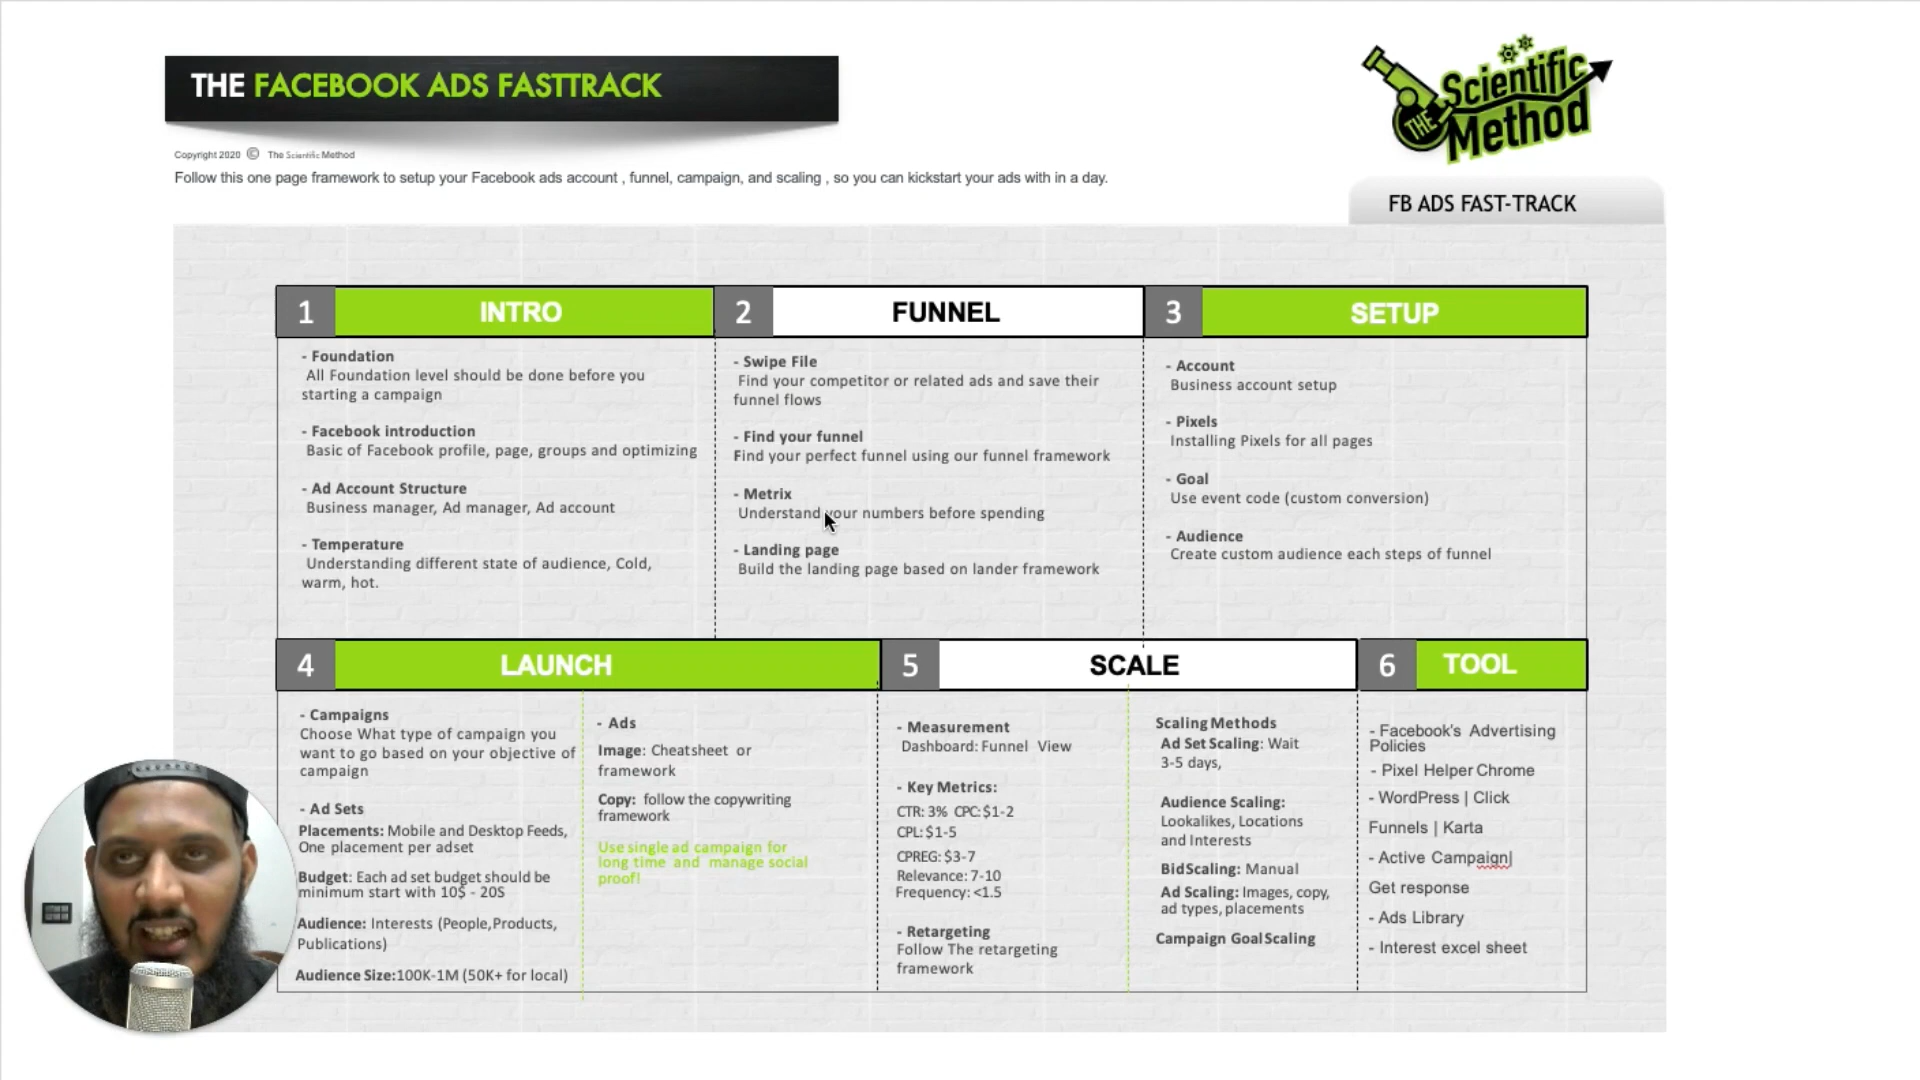 THE FACEBOOK ADS FASTTRACK
THE Scientific Method
Copyright 2020 © The Scientific Method
Follow this one page framework to setup your Facebook ads account , funnel, campaign, and scaling , so you can kickstart your ads with in a day.
FB ADS FAST-TRACK
1 INTRO
- Foundation
All Foundation level should be done before you
starting a campaign
- Facebook introduction
Basic of Facebook profile, page, groups and optimizing
- Ad Account Structure
Business manager, Ad manager, Ad account
- Temperature
Understanding different state of audience, Cold,
warm, hot.
2 FUNNEL
- Swipe File
Find your competitor or related ads and save their
funnel flows
- Find your funnel
Find your perfect funnel using our funnel framework
- Metrix
Understand your numbers before spending
- Landing page
Build the landing page based on lander framework
3 SETUP
- Account
Business account setup
- Pixels
Installing Pixels for all pages
- Goal
Use event code (custom conversion)
- Audience
Create custom audience each steps of funnel
4 LAUNCH
- Campaigns
Choose What type of campaign you
want to go based on your objective of
campaign
- Ad Sets
Placements: Mobile and Desktop Feeds,
One placement per adset
Budget: Each ad set budget should be
minimum start with 10$ - 20S
Audience: Interests (People,Products,
Publications)
Audience Size:100K-1M (50K+ for local)
- Ads
Image: Cheatsheet or
framework
Copy: follow the copywriting
framework
Use single ad campaign for
long time and manage social
proof!
5 SCALE
- Measurement
Dashboard: Funnel View
- Key Metrics:
CTR: 3% CPC: $1-2
CPL: $1-5
CPREG: $3-7
Relevance: 7-10
Frequency: <1.5
- Retargeting
Follow The retargeting
framework
Scaling Methods
Ad Set Scaling: Wait
3-5 days,
Audience Scaling:
Lookalikes, Locations
and Interests
Bid Scaling: Manual
Ad Scaling: Images, copy,
ad types, placements
Campaign Goal Scaling
6 TOOL
- Facebook's Advertising
Policies
- Pixel Helper Chrome
- WordPress | Click
Funnels | Karta
- Active Campaign|
Get response
- Ads Library
- Interest excel sheet